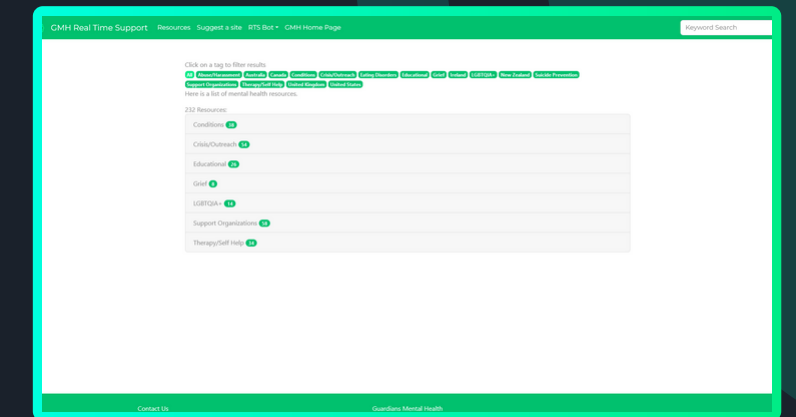 GMH Real Time Support Resources Suggest a site RTS Bot GMH Home Page Keyword Search
Click on a tag to filter results
All Abuse/Harassment Australia Canada Conditions Crisis/Outreach Eating Disorders Educational Grief Ireland LGBTQIA+ New Zealand Suicide Prevention
Support Organizations Therapy/Self Help United Kingdom United States
Here is a list of mental health resources.
232 Resources:
Conditions
Crisis/Outreach 54
Educational 26
Grief
LGBTQIA+ 14
Support Organizations
Therapy/Self Help
Contact Us Guardians Mental Health